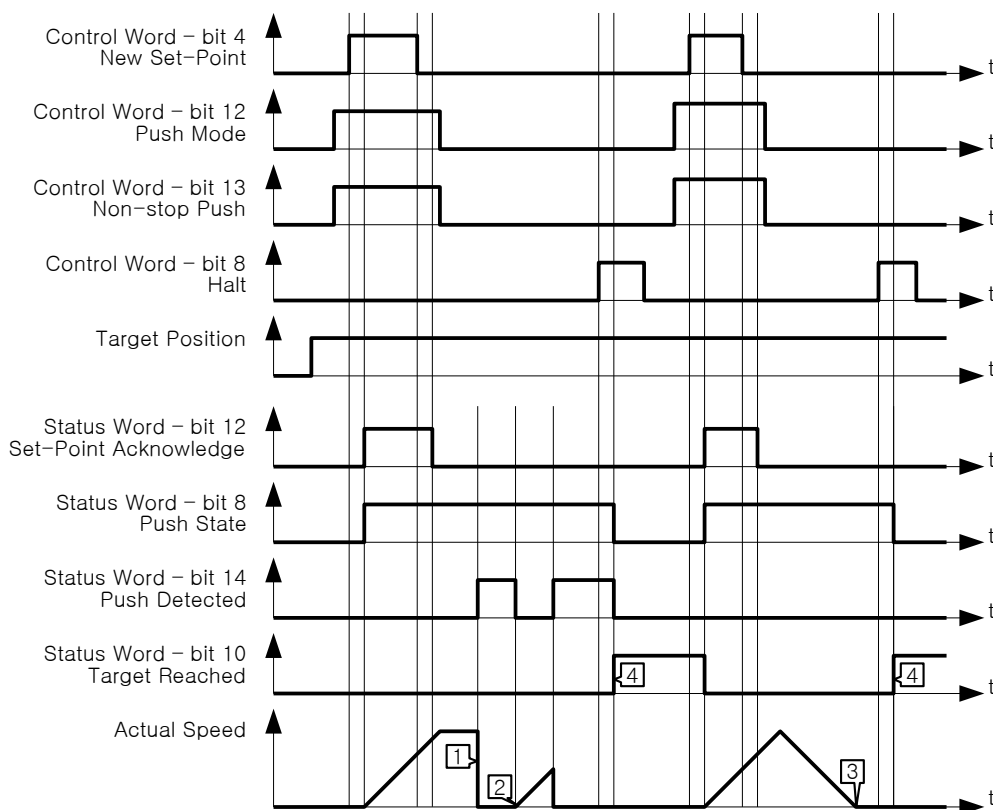 Control Word – bit 4
New Set-Point
t
Control Word – bit 12
Push Mode
t
Control Word – bit 13
Non-stop Push
t
Control Word – bit 8
Halt
t
Target Position
t
Status Word – bit 12
Set-Point Acknowledge
t
Status Word – bit 8
Push State
t
Status Word – bit 14
Push Detected
t
Status Word – bit 10
Target Reached
4
4
t
Actual Speed
1
2
3
t